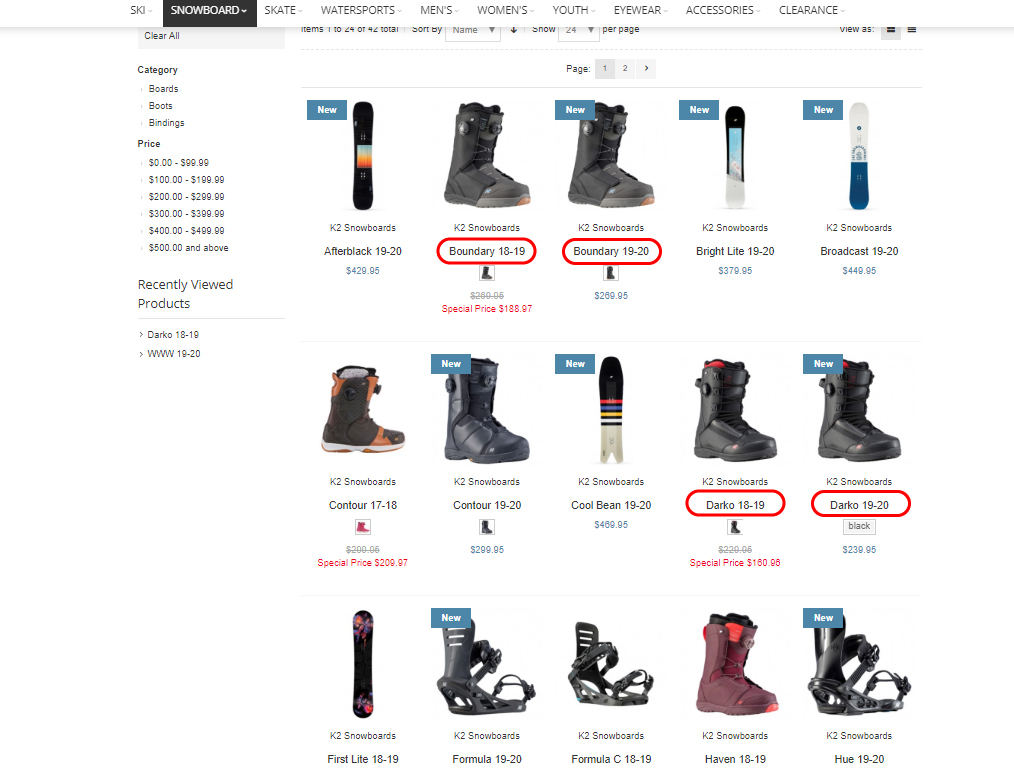 SKI SNOWBOARD SKATE WATERSPORTS MEN'S WOMEN'S YOUTH EYEWEAR ACCESSORIES CLEARANCE
Clear All
Items 1 to 24 of 42 total Sort By Name Show 24 per page View as:
Page: 1 2
Category
Boards
Boots
Bindings
Price
$0.00 - $99.99
$100.00 - $199.99
$200.00 - $299.99
$300.00 - $399.99
$400.00 - $499.99
$500.00 and above
Recently Viewed
Products
Darko 18-19
WWW 19-20
New New New New
K2 Snowboards K2 Snowboards K2 Snowboards K2 Snowboards K2 Snowboards
Afterblack 19-20 Boundary 18-19 Boundary 19-20 Bright Lite 19-20 Broadcast 19-20
$429.95 $379.95 $449.95
$269.95 $269.95
Special Price $188.97
New New New
K2 Snowboards K2 Snowboards K2 Snowboards K2 Snowboards K2 Snowboards
Contour 17-18 Contour 19-20 Cool Bean 19-20 Darko 18-19 Darko 19-20
$469.95 black
$299.95 $299.95 $229.95 $239.95
Special Price $209.97 Special Price $160.96
New New
K2 Snowboards K2 Snowboards K2 Snowboards K2 Snowboards K2 Snowboards
First Lite 18-19 Formula 19-20 Formula C 18-19 Haven 18-19 Hue 19-20